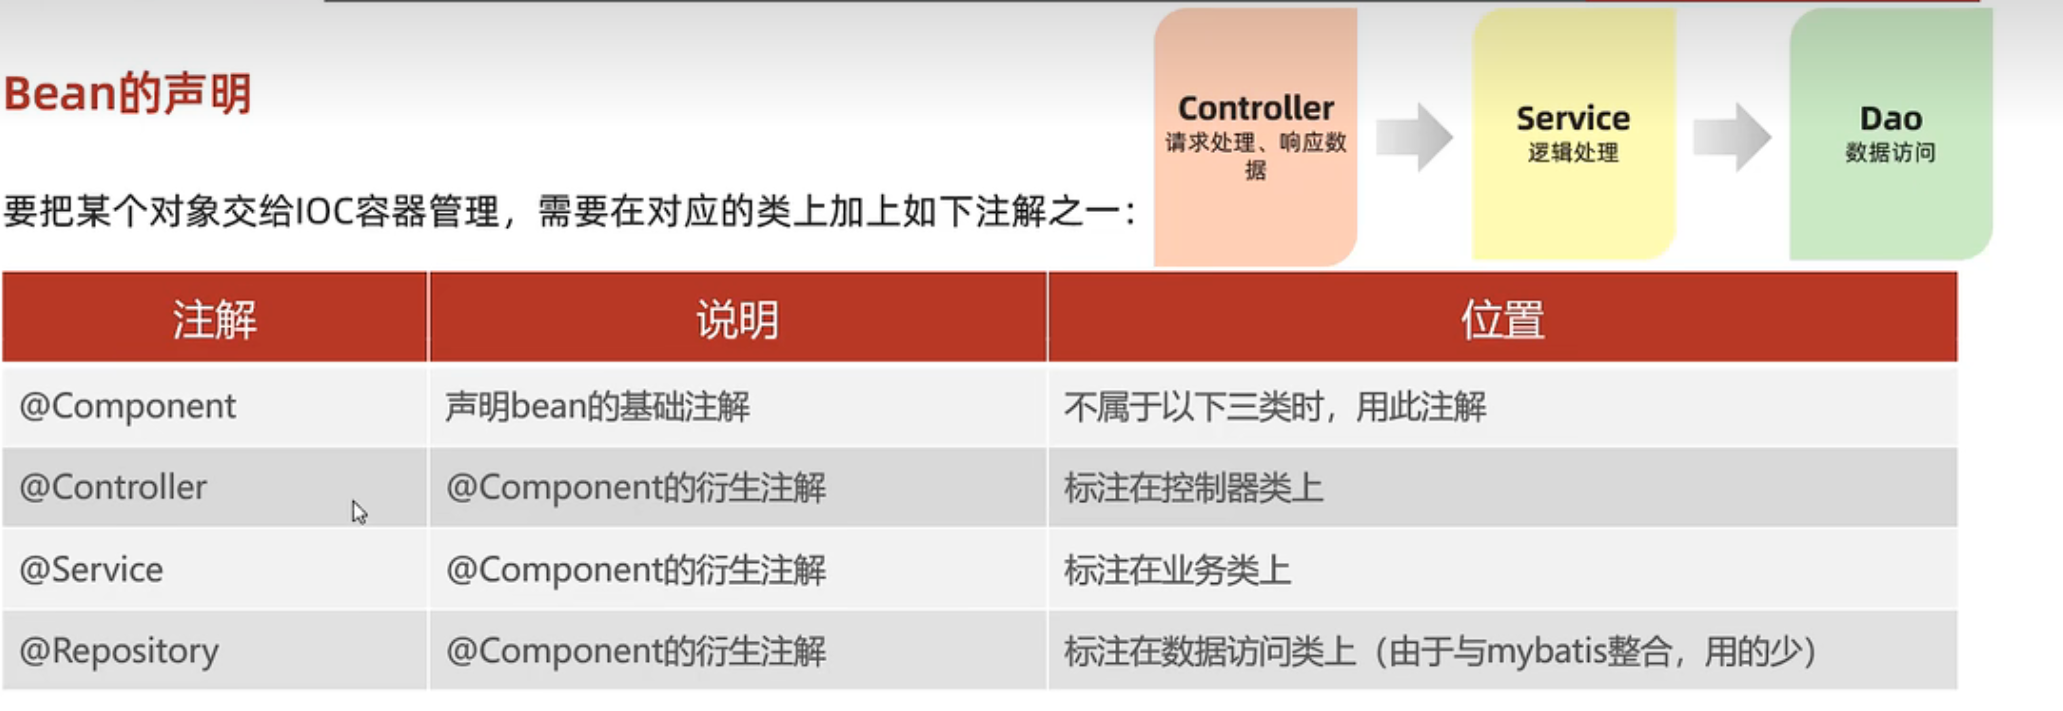 Bean的声明
要把某个对象交给IOC容器管理，需要在对应的类上加上如下注解之一：
Controller
请求处理、响应数
据
Service
逻辑处理
Dao
数据访问
注解 说明 位置
@Component 声明bean的基础注解 不属于以下三类时，用此注解
@Controller @Component的衍生注解 标注在控制器类上
@Service @Component的衍生注解 标注在业务类上
@Repository @Component的衍生注解 标注在数据访问类上（由于与mybatis整合，用的少）